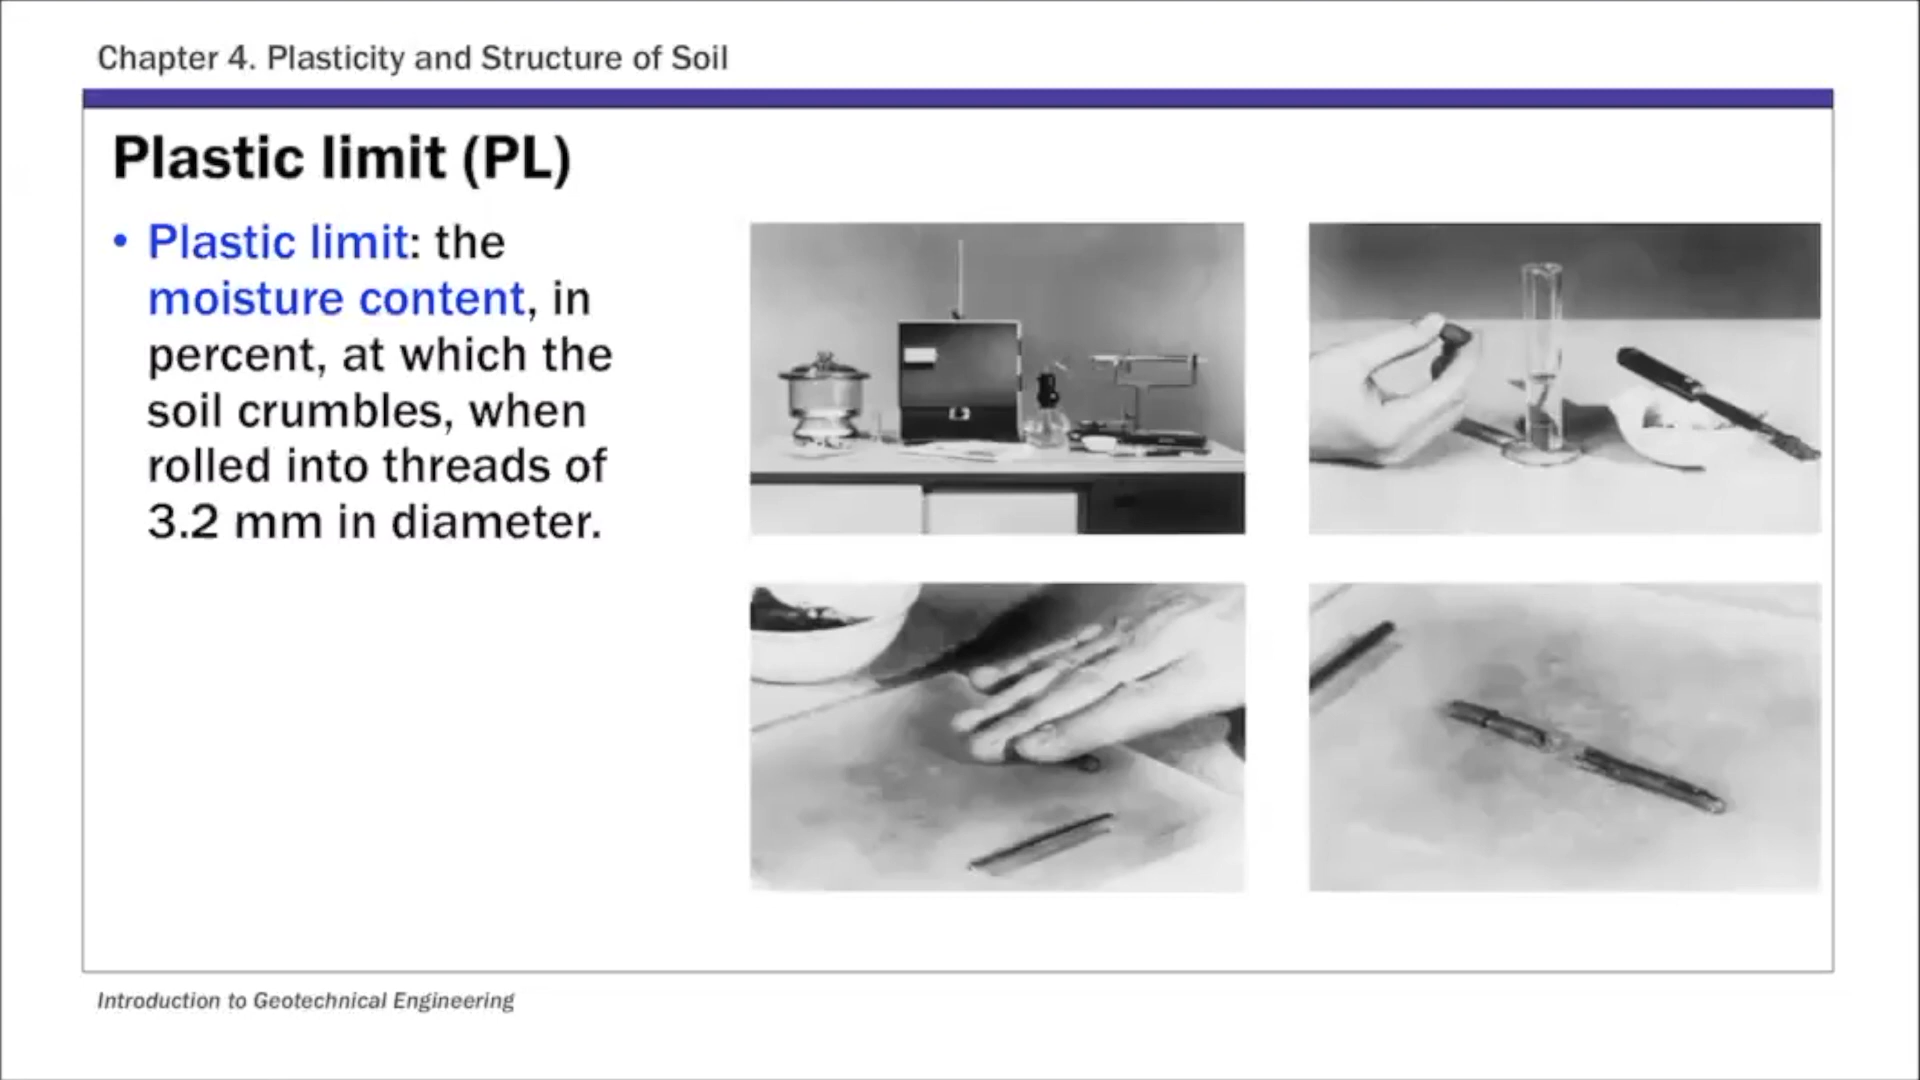 Chapter 4. Plasticity and Structure of Soil
Plastic limit (PL)
• Plastic limit: the
moisture content, in
percent, at which the
soil crumbles, when
rolled into threads of
3.2 mm in diameter.
Introduction to Geotechnical Engineering